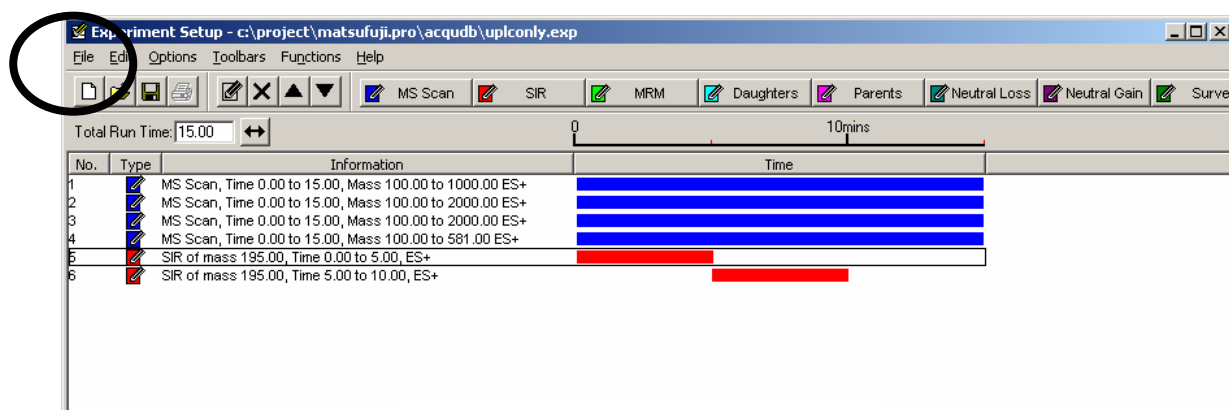 Experiment Setup - c:\project\matsufuji.pro\acqudb\uplconly.exp
File Edit Options Toolbars Functions Help
MS Scan SIR MRM Daughters Parents Neutral Loss Neutral Gain Surve
Total Run Time: 15.00 0 10mins
No. Type Information Time
1 MS Scan, Time 0.00 to 15.00, Mass 100.00 to 1000.00 ES+
2 MS Scan, Time 0.00 to 15.00, Mass 100.00 to 2000.00 ES+
3 MS Scan, Time 0.00 to 15.00, Mass 100.00 to 2000.00 ES+
4 MS Scan, Time 0.00 to 15.00, Mass 100.00 to 581.00 ES+
5 SIR of mass 195.00, Time 0.00 to 5.00, ES+
6 SIR of mass 195.00, Time 5.00 to 10.00, ES+